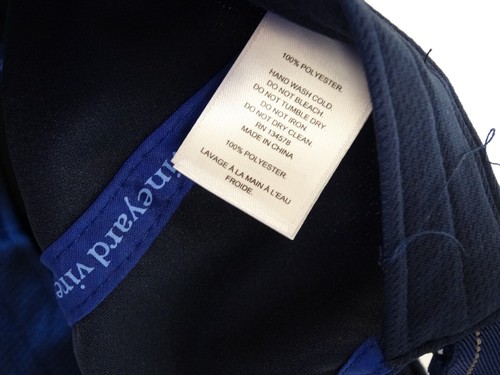 100% POLYESTER.
HAND WASH COLD.
DO NOT BLEACH.
DO NOT TUMBLE DRY.
DO NOT IRON.
DO NOT DRY CLEAN.
RN 134578
MADE IN CHINA
100% POLYESTER.
LAVAGE À LA MAIN À L'EAU
FROIDE.
ineyard vine